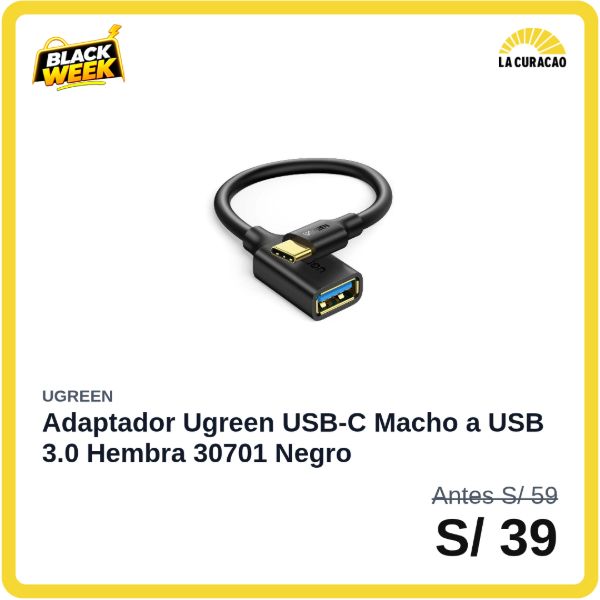 BLACK
WEEK
LA CURACAO
UGREEN
Adaptador Ugreen USB-C Macho a USB
3.0 Hembra 30701 Negro
Antes S/ 59
S/ 39